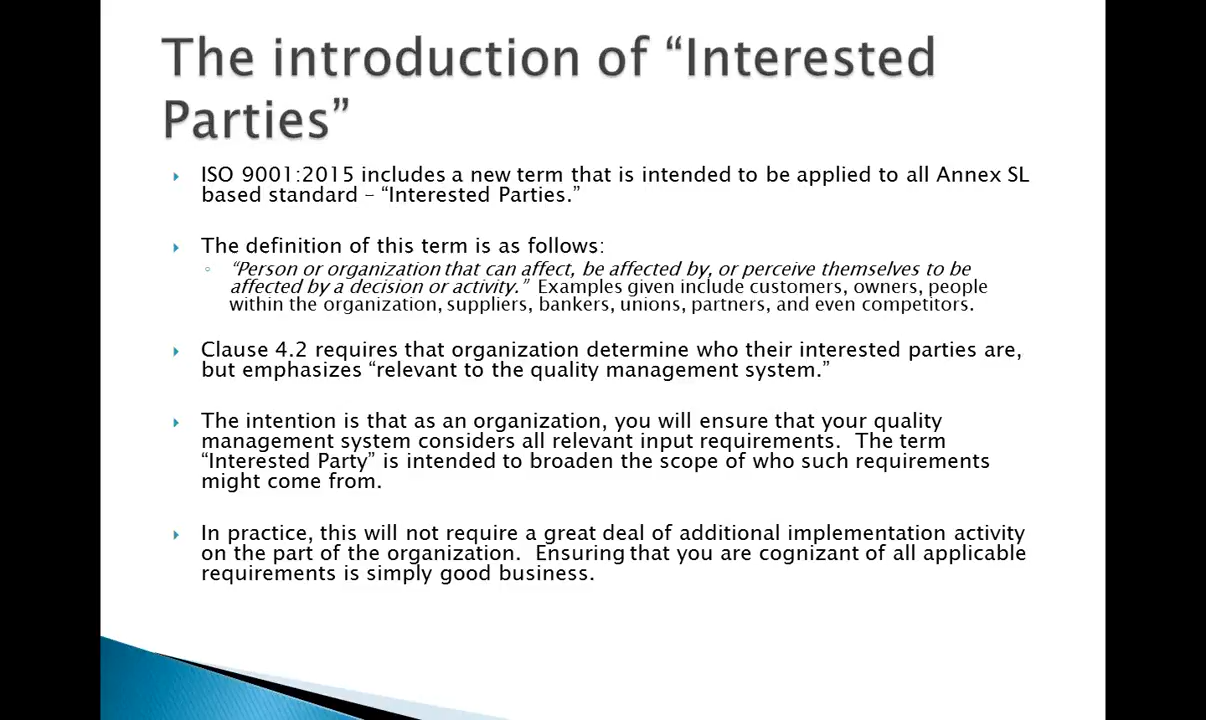 The introduction of “Interested
Parties”
ISO 9001:2015 includes a new term that is intended to be applied to all Annex SL
based standard – “Interested Parties.”
The definition of this term is as follows:
“Person or organization that can affect, be affected by, or perceive themselves to be
affected by a decision or activity.” Examples given include customers, owners, people
within the organization, suppliers, bankers, unions, partners, and even competitors.
Clause 4.2 requires that organization determine who their interested parties are,
but emphasizes “relevant to the quality management system.”
The intention is that as an organization, you will ensure that your quality
management system considers all relevant input requirements. The term
“Interested Party” is intended to broaden the scope of who such requirements
might come from.
In practice, this will not require a great deal of additional implementation activity
on the part of the organization. Ensuring that you are cognizant of all applicable
requirements is simply good business.